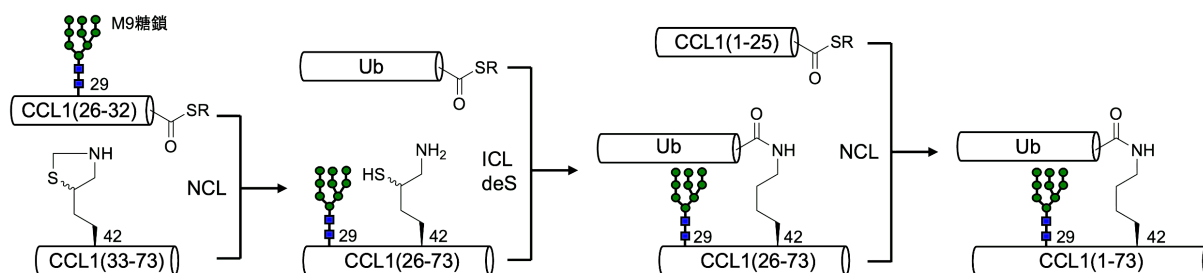 M9糖鎖
29
CCL1(26-32)
SR
O
NH
S
42
CCL1(33-73)
NCL
Ub
SR
O
NH2
HS
29
42
CCL1(26-73)
ICL
deS
CCL1(1-25)
SR
O
O
Ub
NH
29
42
CCL1(26-73)
NCL
O
Ub
NH
29
42
CCL1(1-73)